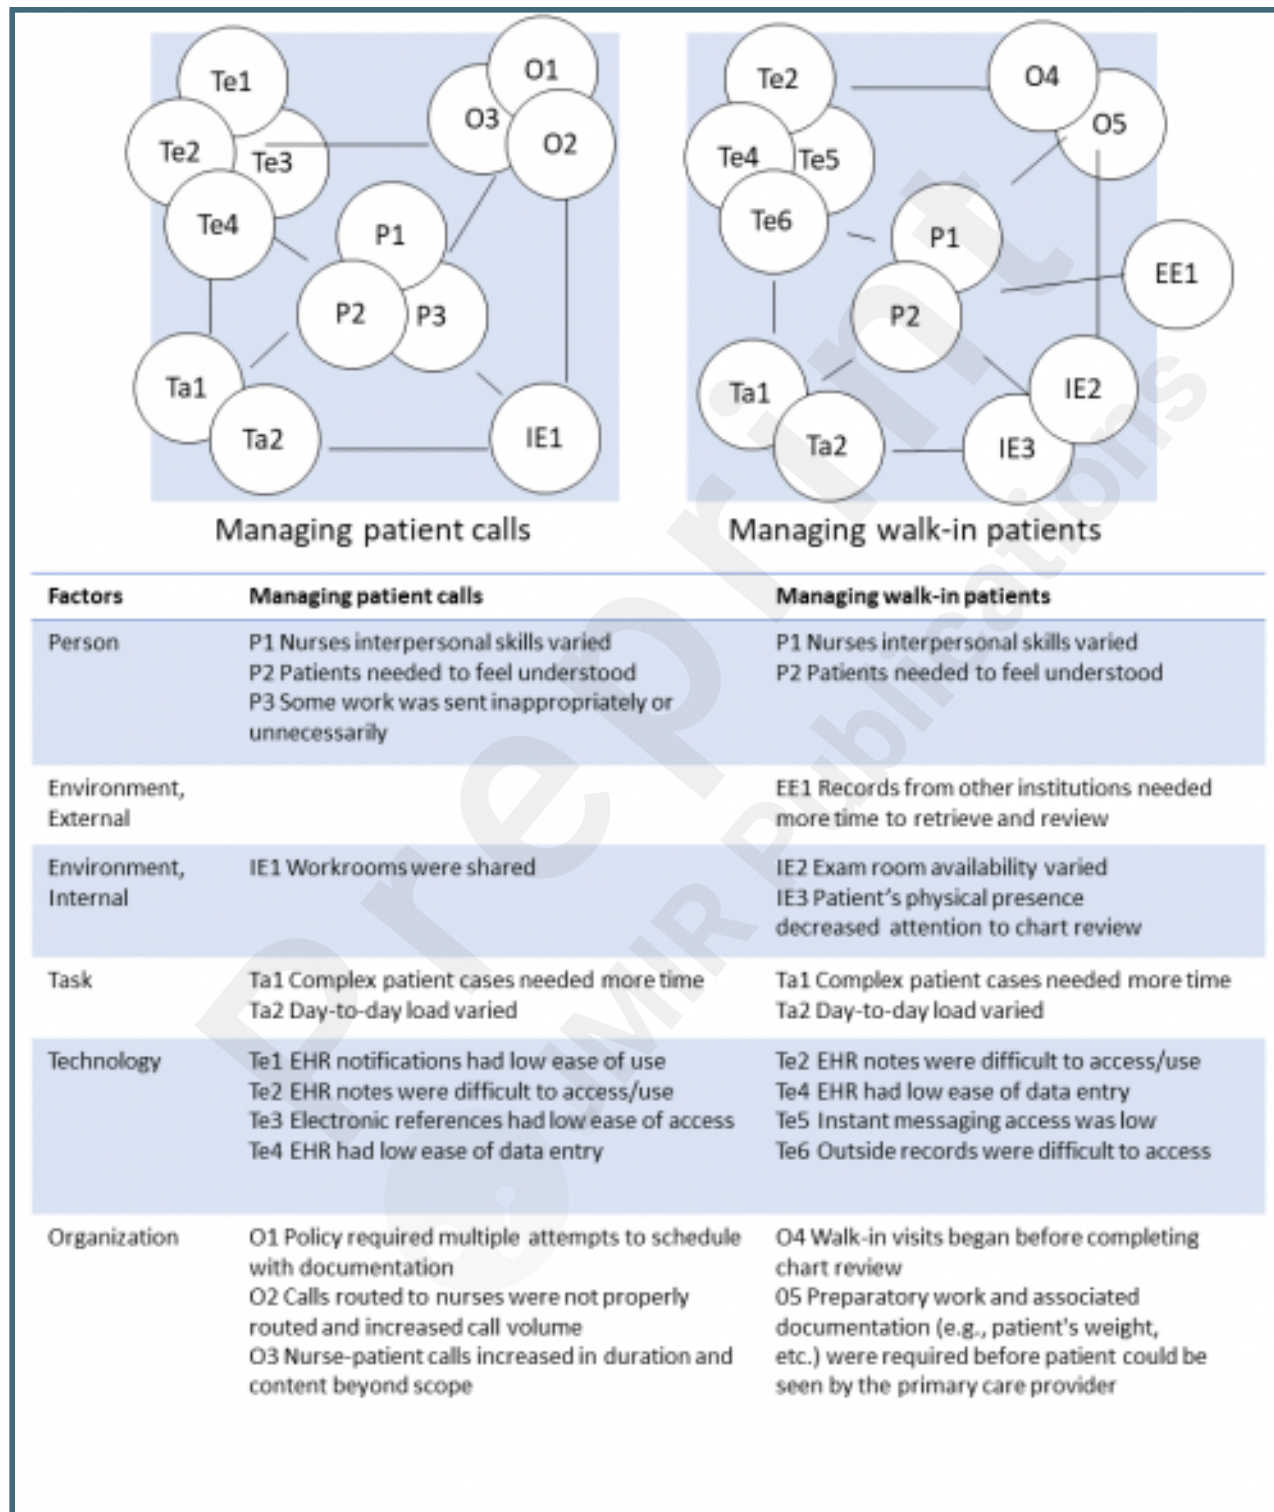 Te1
Te2
Te3
Te4
O1
O3
O2
P1
P2
P3
Ta1
Ta2
IE1
Managing patient calls
Te2
Te4
Te5
Te6
O4
O5
P1
P2
EE1
Ta1
Ta2
IE2
IE3
Managing walk-in patients
Factors Managing patient calls Managing walk-in patients
Person
P1 Nurses interpersonal skills varied
P2 Patients needed to feel understood
P3 Some work was sent inappropriately or
unnecessarily
P1 Nurses interpersonal skills varied
P2 Patients needed to feel understood
Environment,
External
EE1 Records from other institutions needed
more time to retrieve and review
Environment,
Internal
IE1 Workrooms were shared
IE2 Exam room availability varied
IE3 Patient's physical presence
decreased attention to chart review
Task
Ta1 Complex patient cases needed more time
Ta2 Day-to-day load varied
Ta1 Complex patient cases needed more time
Ta2 Day-to-day load varied
Technology
Te1 EHR notifications had low ease of use
Te2 EHR notes were difficult to access/use
Te3 Electronic references had low ease of access
Te4 EHR had low ease of data entry
Te2 EHR notes were difficult to access/use
Te4 EHR had low ease of data entry
Te5 Instant messaging access was low
Te6 Outside records were difficult to access
Organization
O1 Policy required multiple attempts to schedule
with documentation
O2 Calls routed to nurses were not properly
routed and increased call volume
O3 Nurse-patient calls increased in duration and
content beyond scope
O4 Walk-in visits began before completing
chart review
05 Preparatory work and associated
documentation (e.g., patient's weight,
etc.) were required before patient could be
seen by the primary care provider
Preprint
JMIR Publications